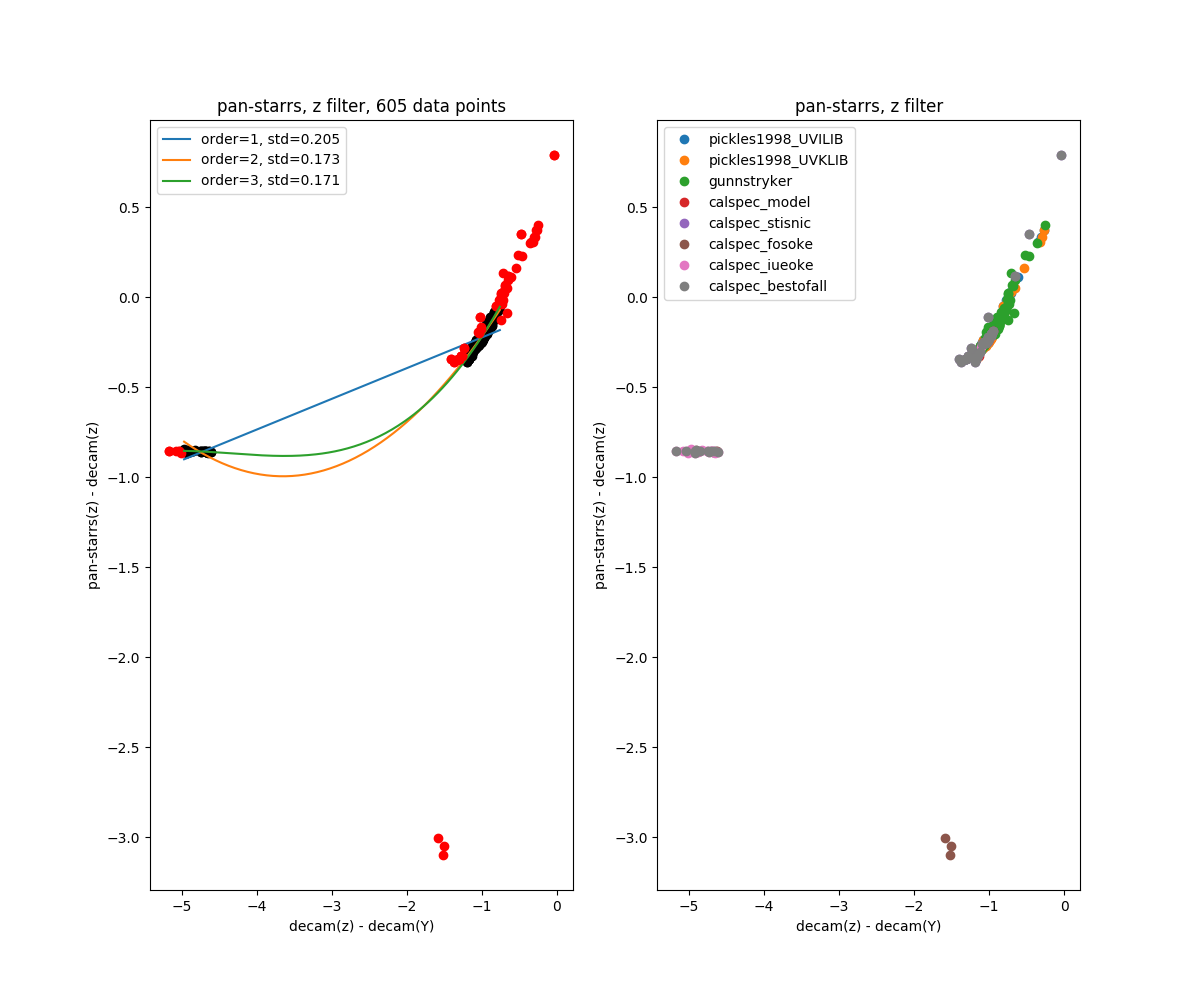 pan-starrs, z filter, 605 data points
order=1, std=0.205
order=2, std=0.173
order=3, std=0.171
0.5
0.0
−0.5
−1.0
−1.5
−2.0
−2.5
−3.0
pan-starrs(z) - decam(z)
−5 −4 −3 −2 −1 0
decam(z) - decam(Y)
pan-starrs, z filter
pickles1998_UVILIB
pickles1998_UVKLIB
gunnstryker
calspec_model
calspec_stisnic
calspec_fosoke
calspec_iueoke
calspec_bestofall
0.5
0.0
−0.5
−1.0
−1.5
−2.0
−2.5
−3.0
pan-starrs(z) - decam(z)
−5 −4 −3 −2 −1 0
decam(z) - decam(Y)